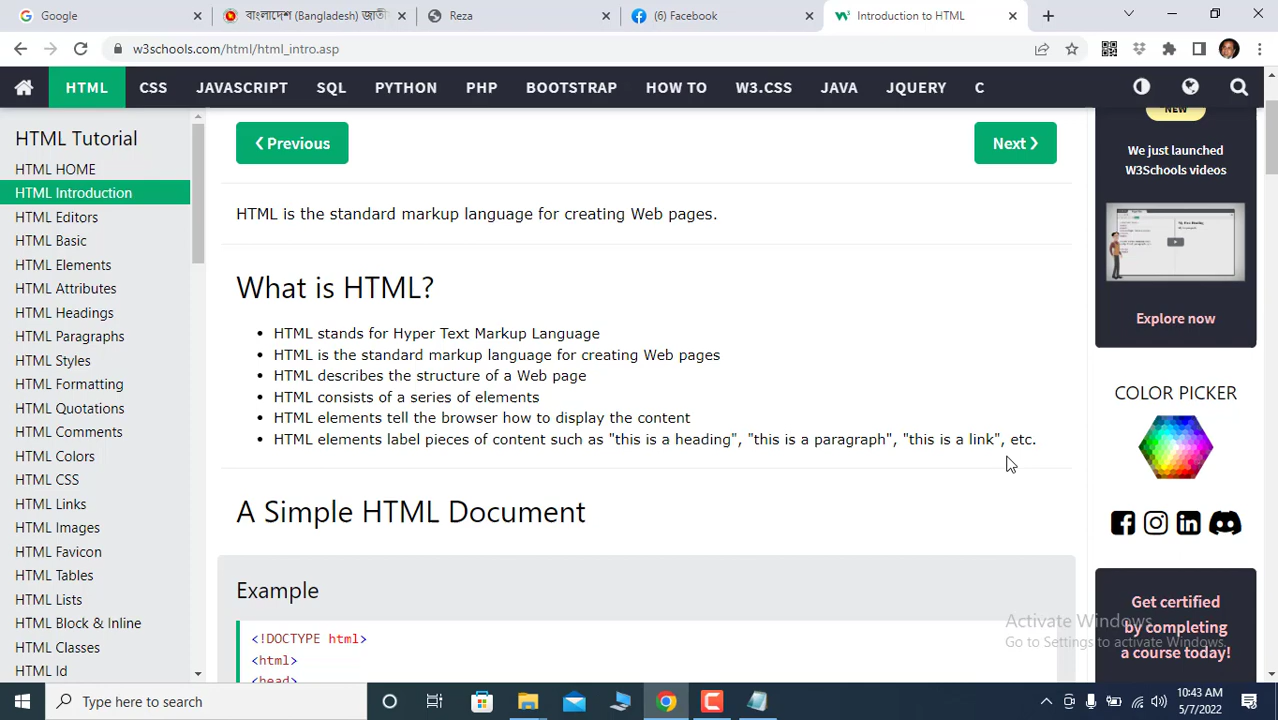 Google
বাংলাদেশ (Bangladesh) জাতী
Reza
(6) Facebook
Introduction to HTML
w3schools.com/html/html_intro.asp
HTML CSS JAVASCRIPT SQL PYTHON PHP BOOTSTRAP HOW TO W3.CSS JAVA JQUERY C
HTML Tutorial
HTML HOME
HTML Introduction
HTML Editors
HTML Basic
HTML Elements
HTML Attributes
HTML Headings
HTML Paragraphs
HTML Styles
HTML Formatting
HTML Quotations
HTML Comments
HTML Colors
HTML CSS
HTML Links
HTML Images
HTML Favicon
HTML Tables
HTML Lists
HTML Block & Inline
HTML Classes
HTML Id
❮ Previous
Next ❯
HTML is the standard markup language for creating Web pages.
What is HTML?
• HTML stands for Hyper Text Markup Language
• HTML is the standard markup language for creating Web pages
• HTML describes the structure of a Web page
• HTML consists of a series of elements
• HTML elements tell the browser how to display the content
• HTML elements label pieces of content such as "this is a heading", "this is a paragraph", "this is a link", etc.
A Simple HTML Document
Example
<!DOCTYPE html>
<html>
<head>
NEW
We just launched
W3Schools videos
Explore now
COLOR PICKER
Get certified
by completing
a course today!
Activate Windows
Go to Settings to activate Windows.
Type here to search
10:43 AM
5/7/2022